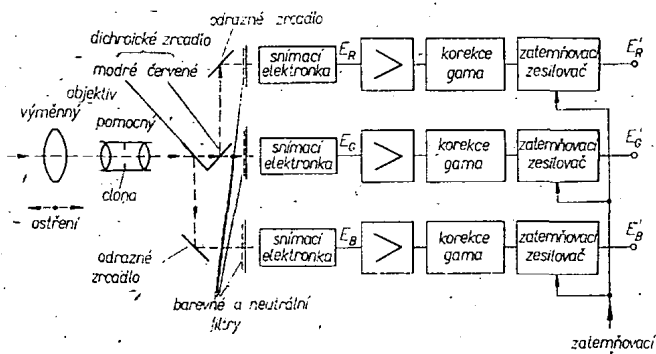 odrazné zrcadlo
dichroické zrcadlo
modré červené
objektiv
výměnný
pomocný
clona
ostření
odrazné
zrcadlo
barevné a neutrální
filtry
snímací
elektronka
E_R
korekce
gama
zatemňovací
zesilovač
E'_R
snímací
elektronka
E_G
korekce
gama
zatemňovací
zesilovač
E'_G
snímací
elektronka
E_B
korekce
gama
zatemňovací
zesilovač
E'_B
zatemňovací